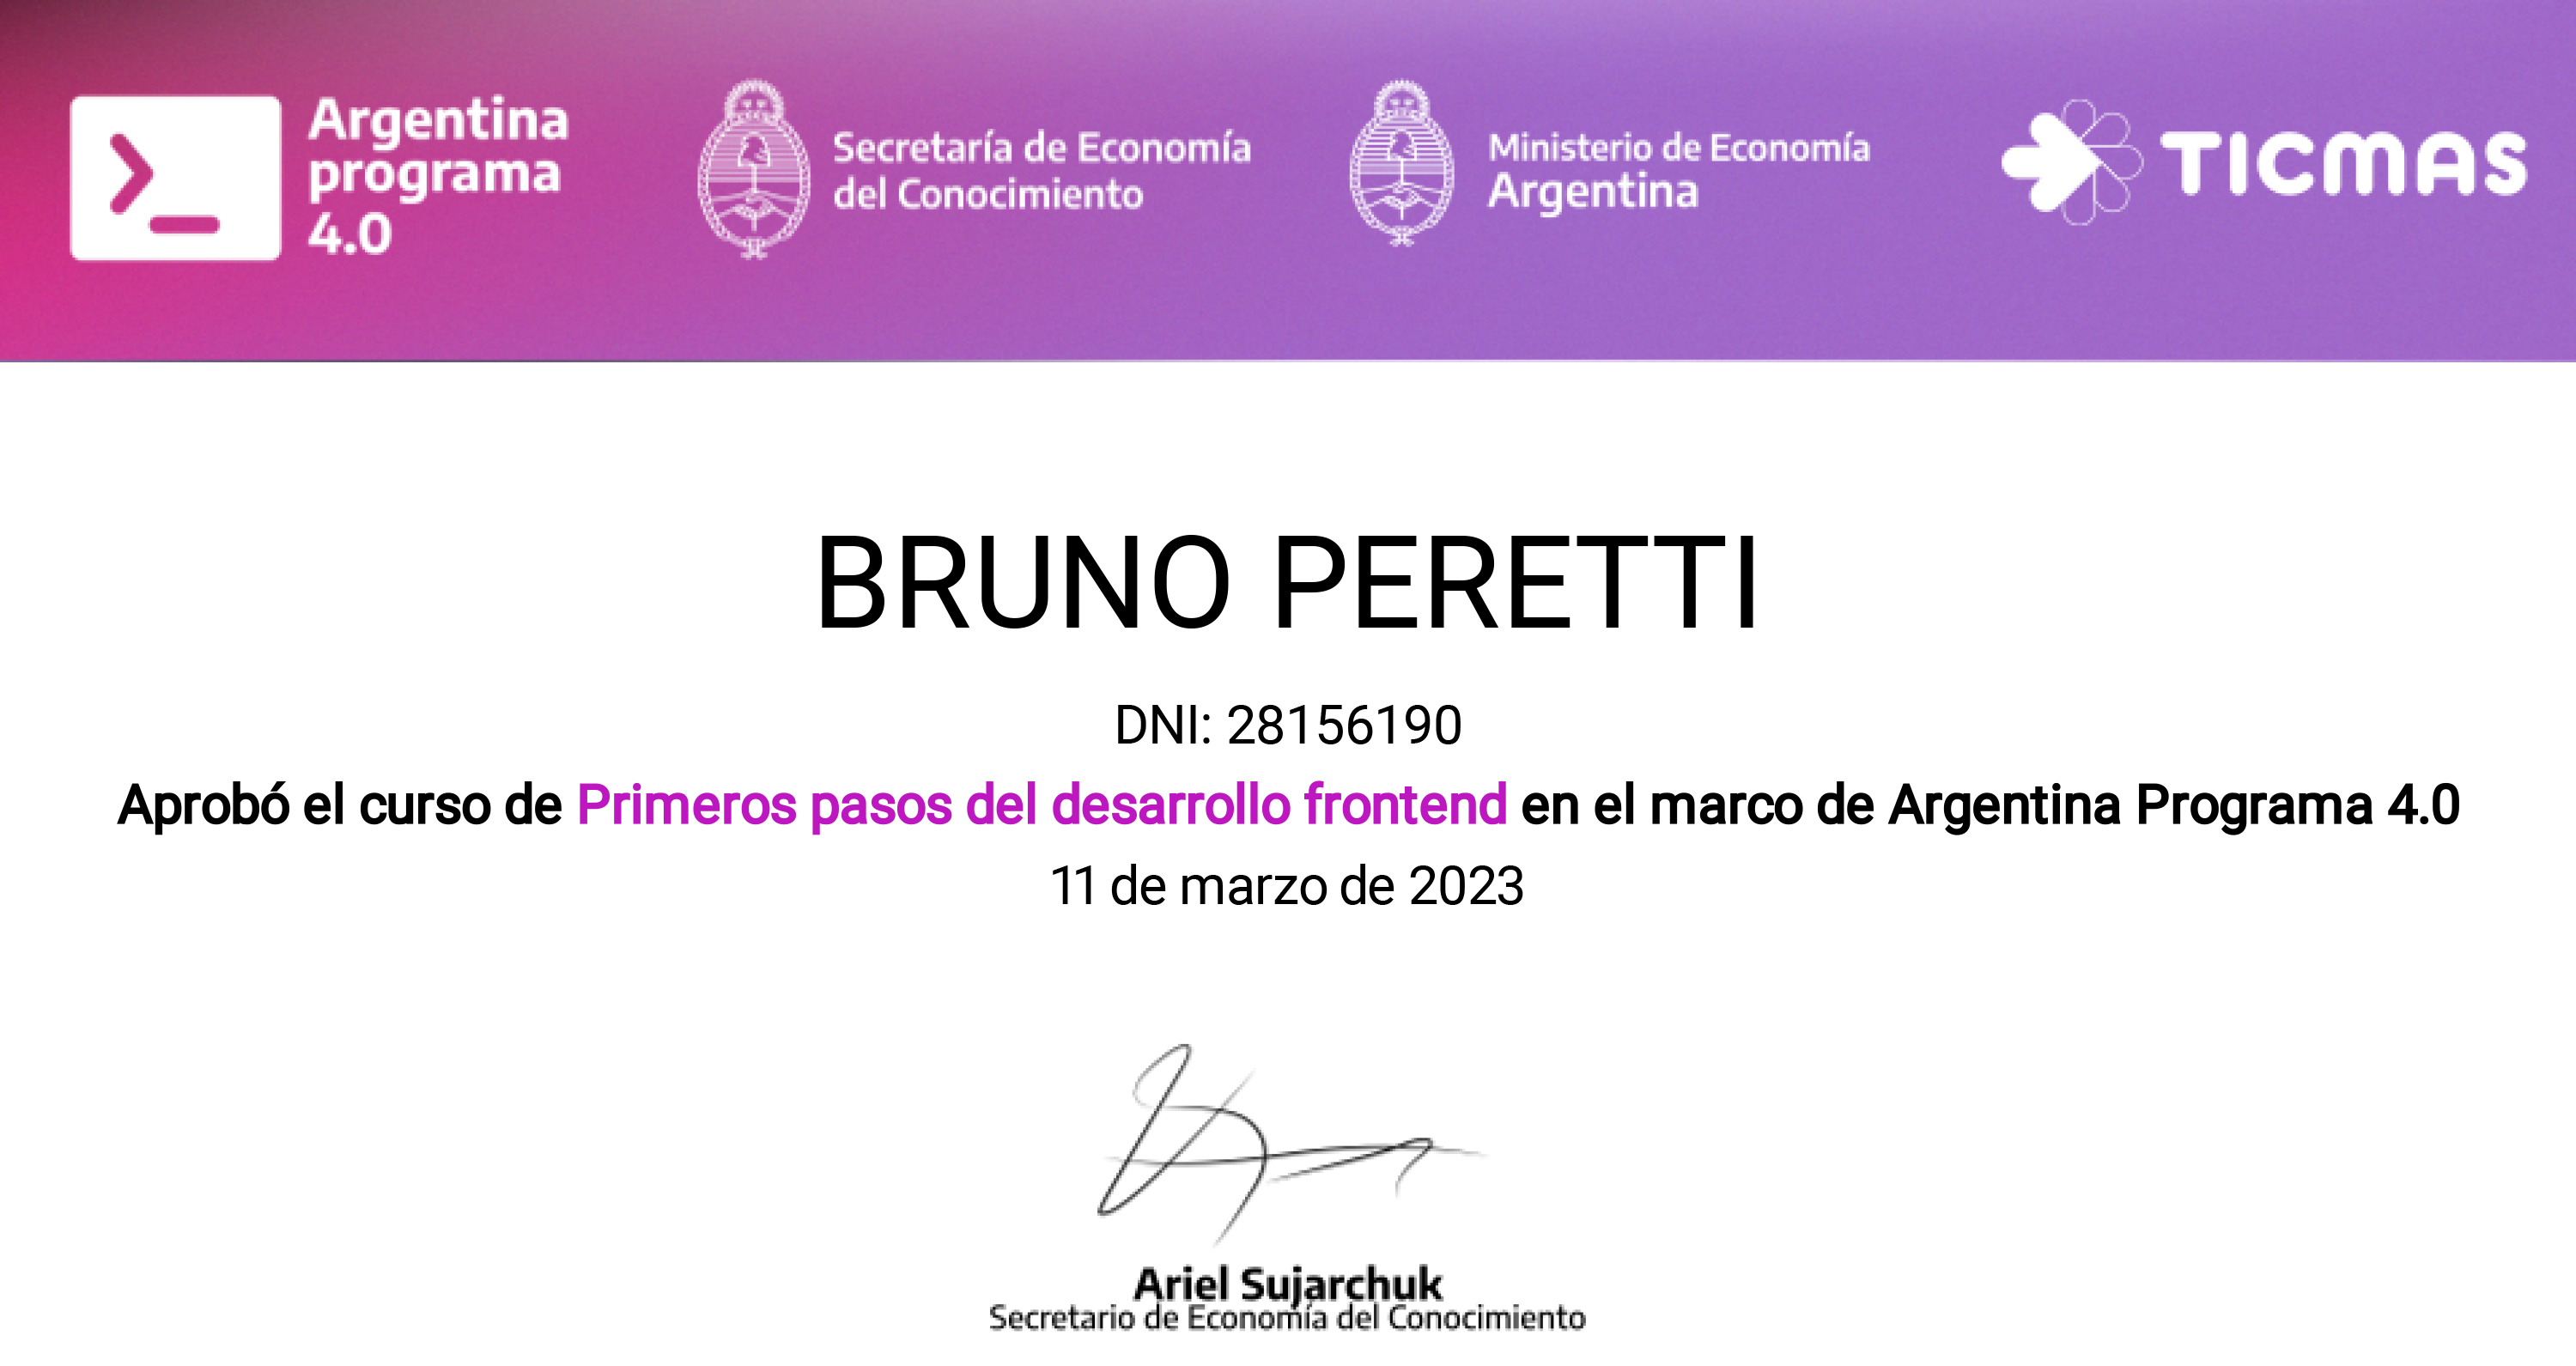 Argentina
programa
4.0
Secretaría de Economía
del Conocimiento
Ministerio de Economía
Argentina
TICMAS
BRUNO PERETTI
DNI: 28156190
Aprobó el curso de Primeros pasos del desarrollo frontend en el marco de Argentina Programa 4.0
11 de marzo de 2023
Ariel Sujarchuk
Secretario de Economía del Conocimiento